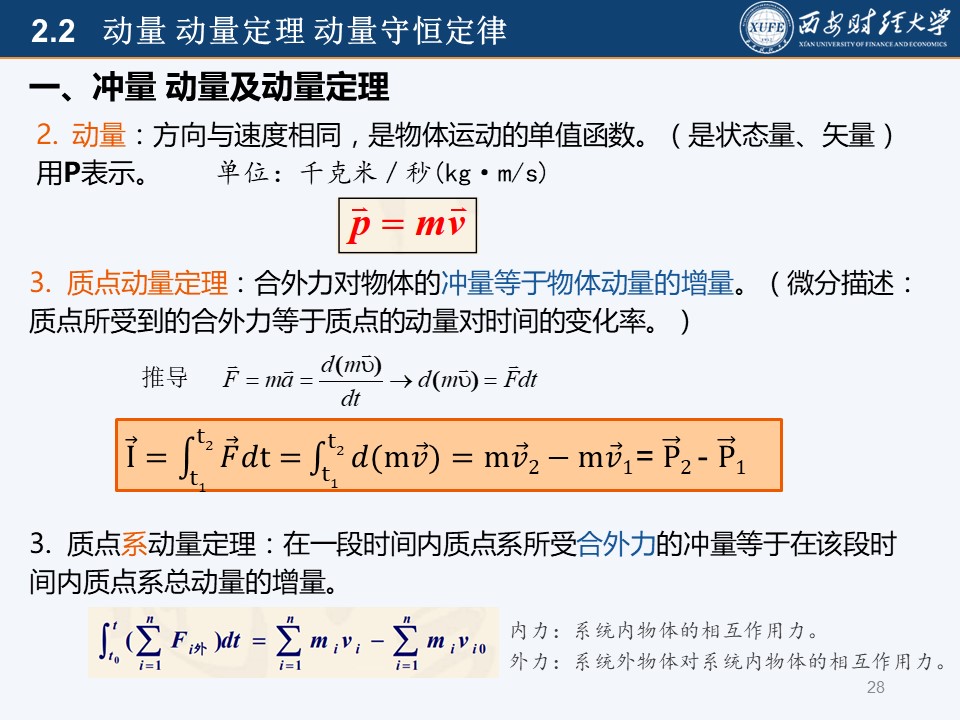 2.2 动量 动量定理 动量守恒定律
XUFE 西安财经大学
XI'AN UNIVERSITY OF FINANCE AND ECONOMICS
一、冲量 动量及动量定理
2. 动量：方向与速度相同，是物体运动的单值函数。（是状态量、矢量）
用P表示。 单位：千克米／秒(kg·m/s)
$\vec{p} = m\vec{v}$
3. 质点动量定理：合外力对物体的冲量等于物体动量的增量。（微分描述：
质点所受到的合外力等于质点的动量对时间的变化率。）
推导 $\vec{F} = m\vec{a} = \frac{d(m\vec{υ})}{dt} → d(m\vec{υ}) = \vec{F}dt$
$\vec{I} = \int_{t_1}^{t_2} \vec{F}dt = \int_{t_1}^{t_2} d(m\vec{v}) = m\vec{v}_2 − m\vec{v}_1 = \vec{P}_2 - \vec{P}_1$
3. 质点系动量定理：在一段时间内质点系所受合外力的冲量等于在该段时
间内质点系总动量的增量。
$\int_{t_0}^{t} (\sum_{i=1}^{n} F_{i外})dt = \sum_{i=1}^{n} m_i v_i − \sum_{i=1}^{n} m_i v_{i0}$
内力：系统内物体的相互作用力。
外力：系统外物体对系统内物体的相互作用力。
28